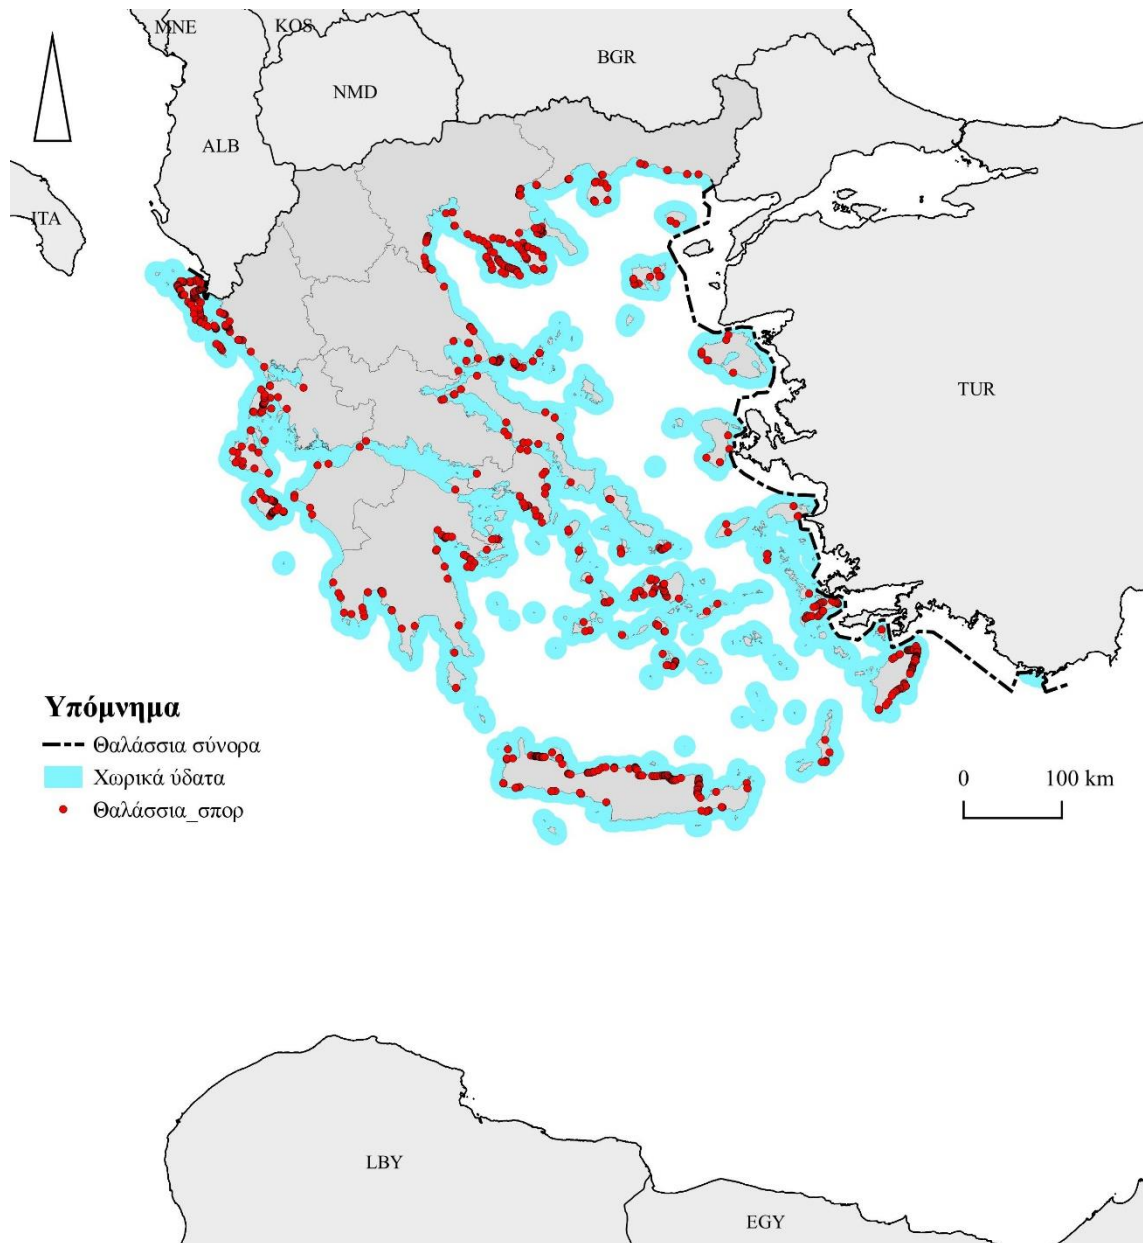 MNE
KOS
BGR
NMD
ALB
ITA
TUR
Υπόμνημα
Θαλάσσια σύνορα
Χωρικά ύδατα
Θαλάσσια_σπορ
0 100 km
LBY
EGY